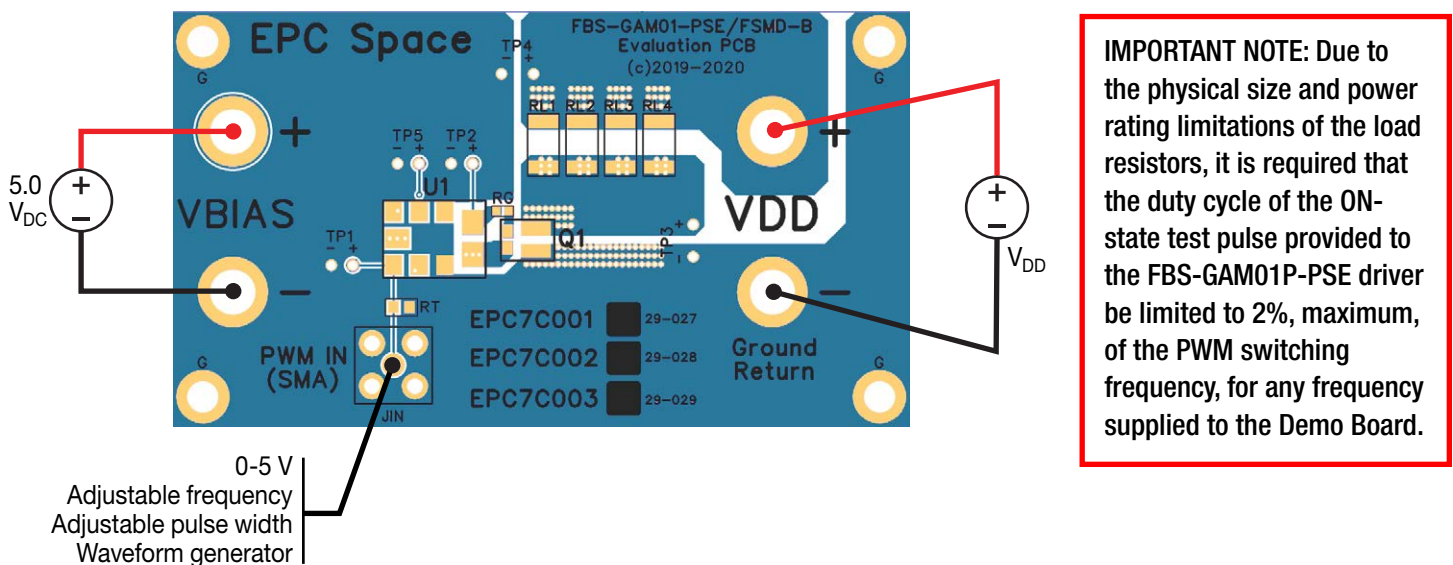 EPC Space
FBS-GAM01-PSE/FSMD-B
Evaluation PCB
(c)2019-2020
TP4
- +
G
G
RL1 RL2 RL3 RL4
+
+
TP5
- +
TP2
- +
U1
RG
5.0
VDC
+
–
VBIAS
VDD
Q1
TP3
- +
+
–
VDD
TP1
- +
–
–
RT
EPC7C001 29-027
EPC7C002 29-028
EPC7C003 29-029
PWM IN
(SMA)
JIN
Ground
Return
G
G
0-5 V
Adjustable frequency
Adjustable pulse width
Waveform generator
IMPORTANT NOTE: Due to
the physical size and power
rating limitations of the load
resistors, it is required that
the duty cycle of the ON-
state test pulse provided to
the FBS-GAM01P-PSE driver
be limited to 2%, maximum,
of the PWM switching
frequency, for any frequency
supplied to the Demo Board.